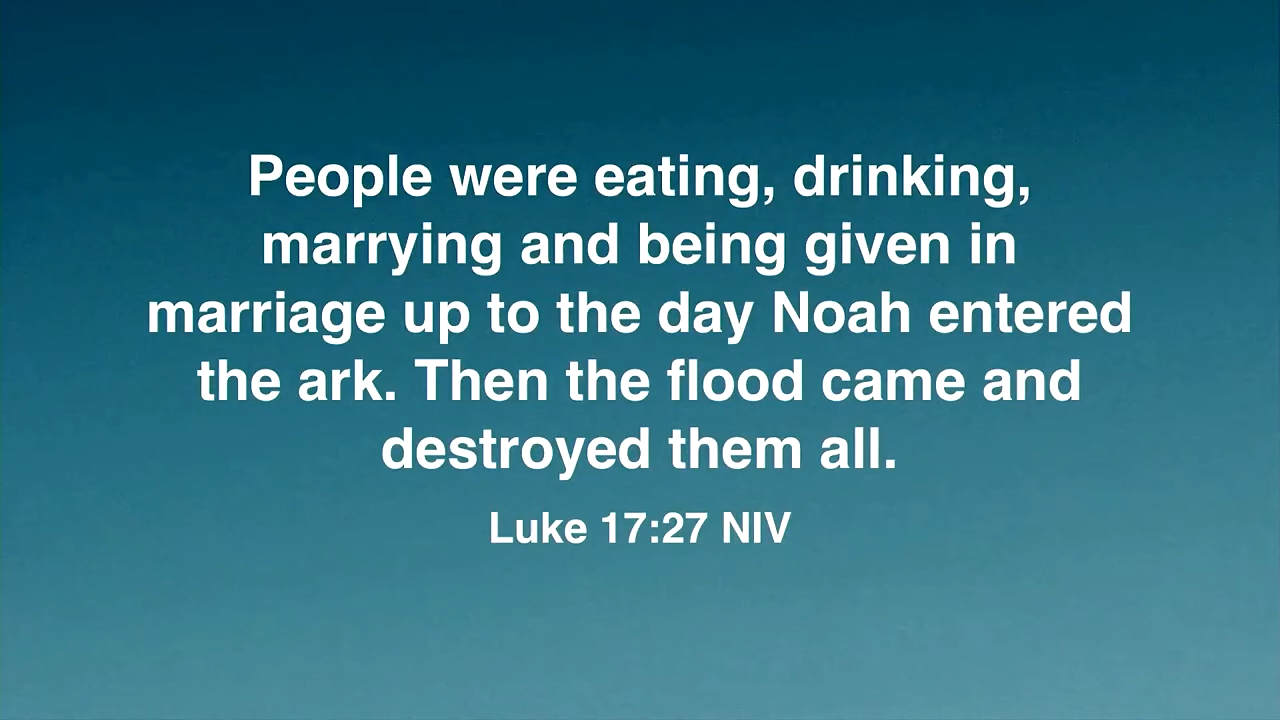 People were eating, drinking,
marrying and being given in
marriage up to the day Noah entered
the ark. Then the flood came and
destroyed them all.
Luke 17:27 NIV